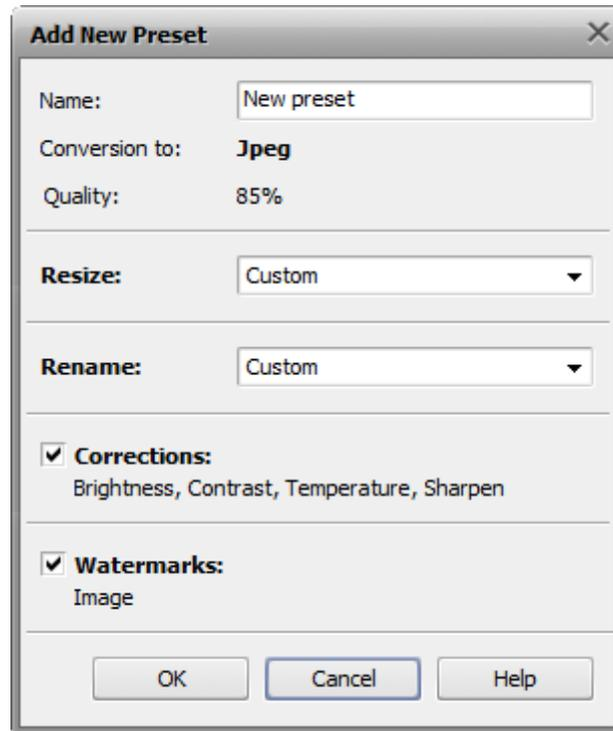 Add New Preset
Name: New preset
Conversion to: Jpeg
Quality: 85%
Resize: Custom
Rename: Custom
Corrections:
Brightness, Contrast, Temperature, Sharpen
Watermarks:
Image
OK Cancel Help